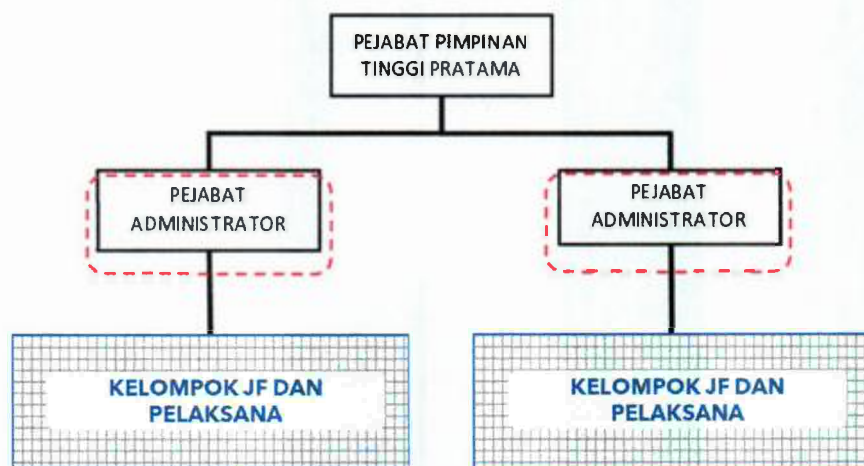 PEJABAT PIMPINAN
TINGGI PRATAMA
PEJABAT
ADMINISTRATOR
PEJABAT
ADMINISTRATOR
KELOMPOK JF DAN
PELAKSANA
KELOMPOK JF DAN
PELAKSANA